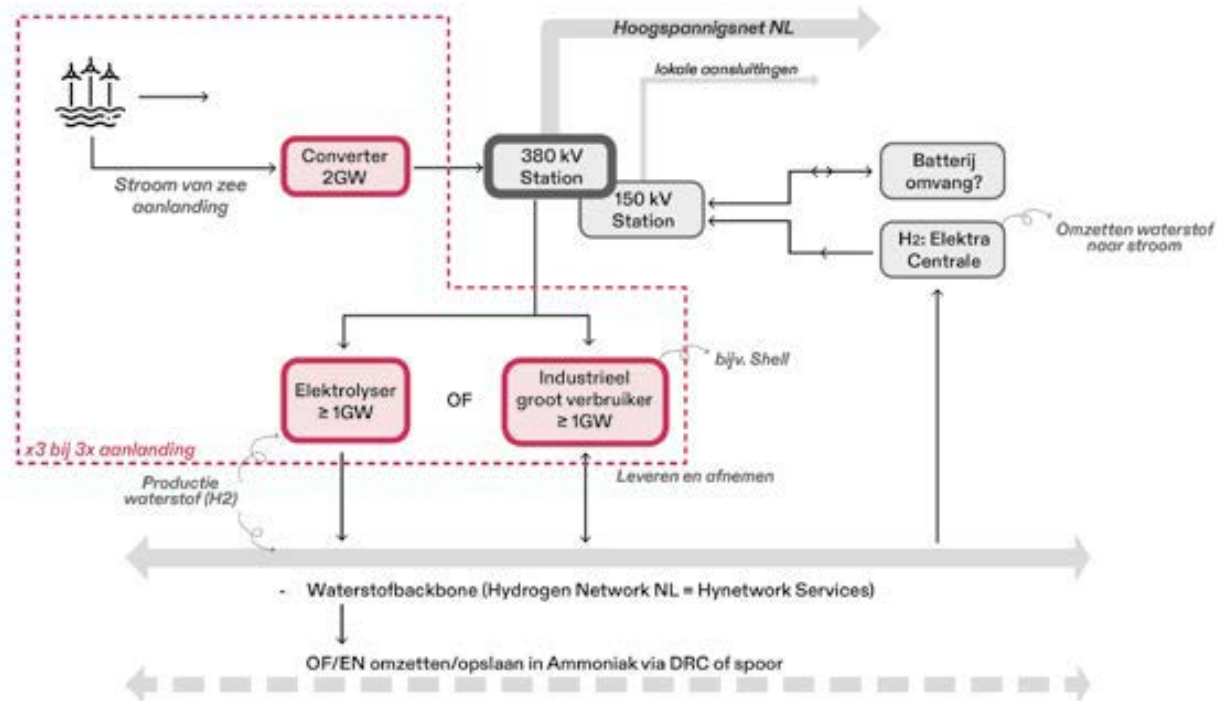 Hoogspannigsnet NL
lokale aansluitingen
Converter
2GW
380 kV
Station
150 kV
Station
Batterij
omvang?
Stroom van zee
aanlanding
H2: Elektra
Centrale
Omzetten waterstof
naar stroom
Elektrolyser
≥ 1GW
OF
Industrieel
groot verbruiker
≥ 1GW
bijv. Shell
x3 bij 3x aanlanding
Productie
waterstof (H2)
Leveren en afnemen
- Waterstofbackbone (Hydrogen Network NL = Hynetwork Services)
OF/EN omzetten/opslaan in Ammoniak via DRC of spoor